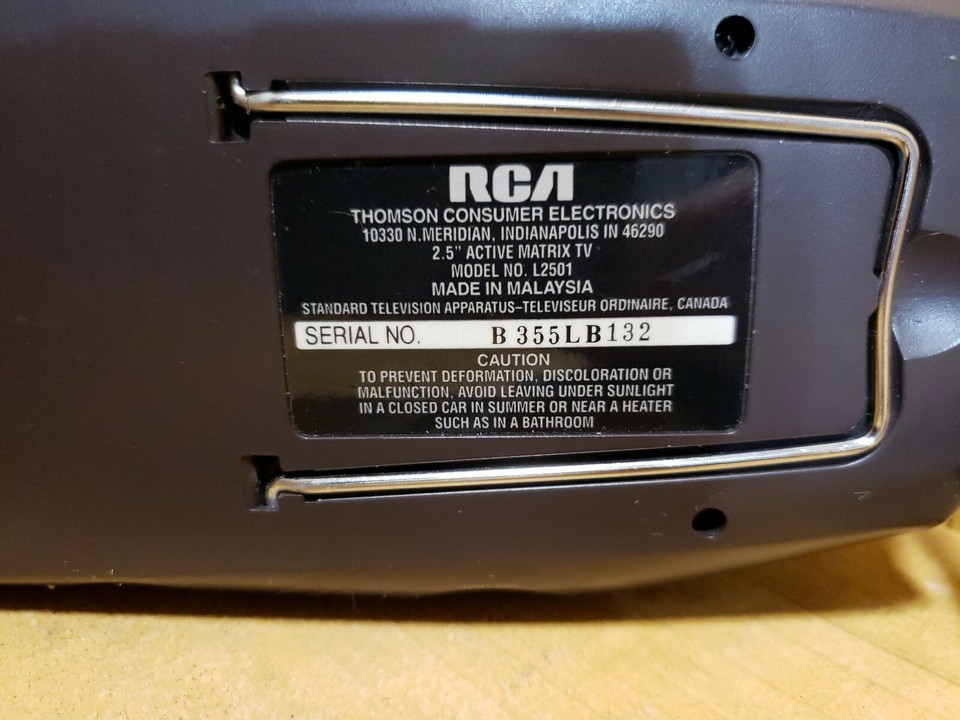 RCA
THOMSON CONSUMER ELECTRONICS
10330 N.MERIDIAN, INDIANAPOLIS IN 46290
2.5" ACTIVE MATRIX TV
MODEL NO. L2501
MADE IN MALAYSIA
STANDARD TELEVISION APPARATUS-TELEVISEUR ORDINAIRE, CANADA
SERIAL NO. B 355LB132
CAUTION
TO PREVENT DEFORMATION, DISCOLORATION OR
MALFUNCTION, AVOID LEAVING UNDER SUNLIGHT
IN A CLOSED CAR IN SUMMER OR NEAR A HEATER
SUCH AS IN A BATHROOM